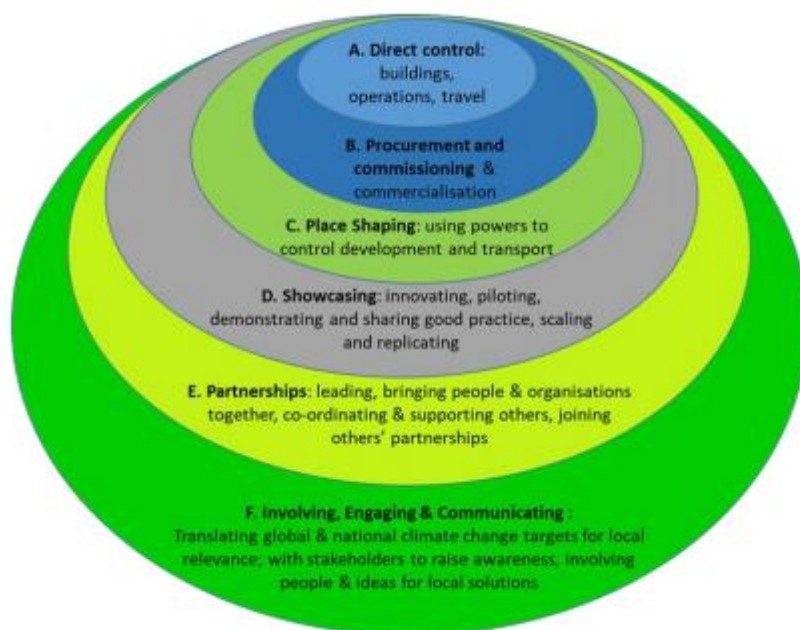 A. Direct control:
buildings,
operations, travel
B. Procurement and
commissioning &
commercialisation
C. Place Shaping: using powers to
control development and transport
D. Showcasing: innovating, piloting,
demonstrating and sharing good practice, scaling
and replicating
E. Partnerships: leading, bringing people & organisations
together, co-ordinating & supporting others, joining
others' partnerships
F. Involving, Engaging & Communicating :
Translating global & national climate change targets for local
relevance; with stakeholders to raise awareness, involving
people & ideas for local solutions